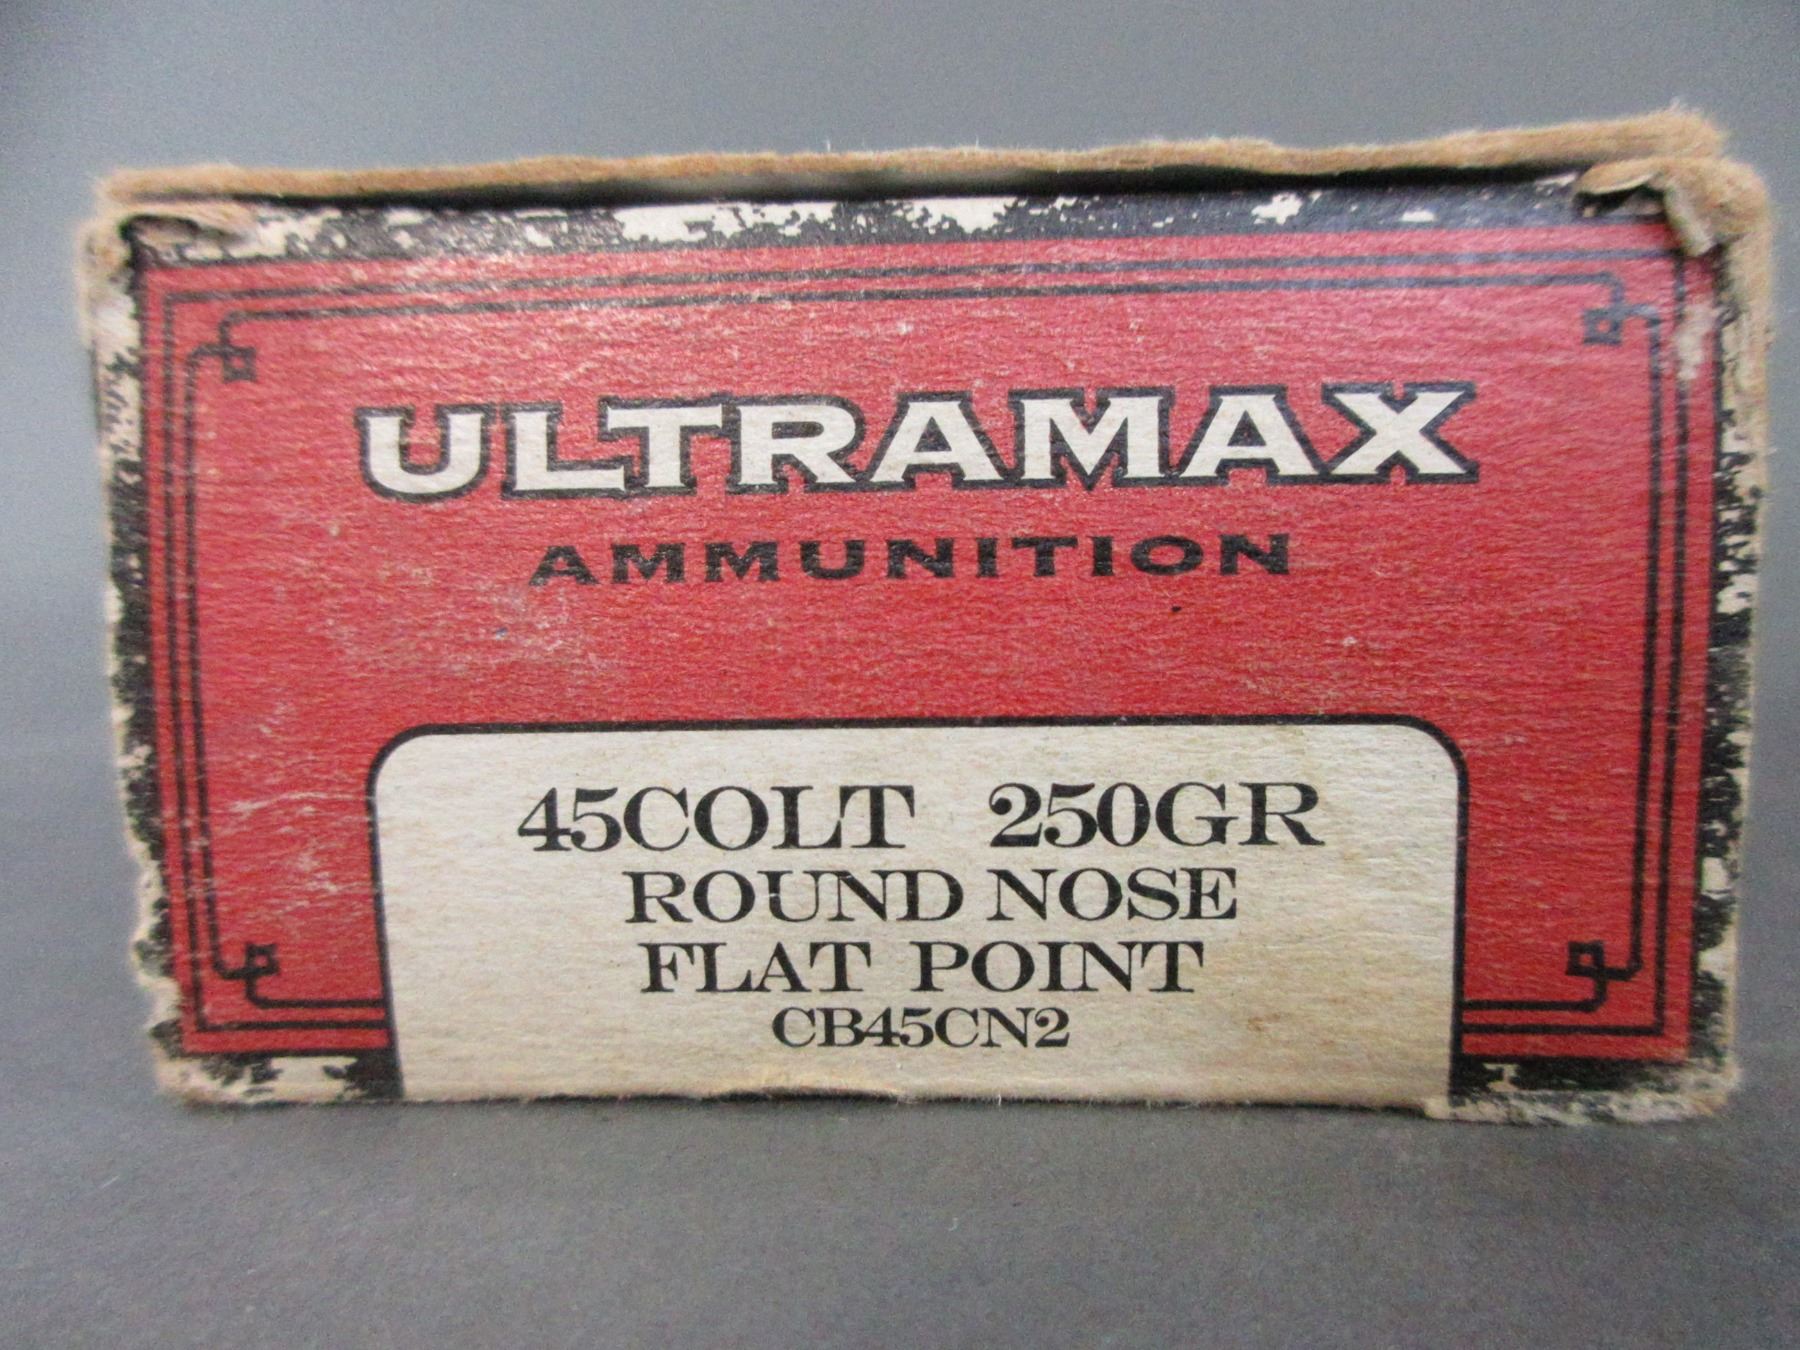 ULTRAMAX
AMMUNITION
45COLT 250GR
ROUND NOSE
FLAT POINT
CB45CN2